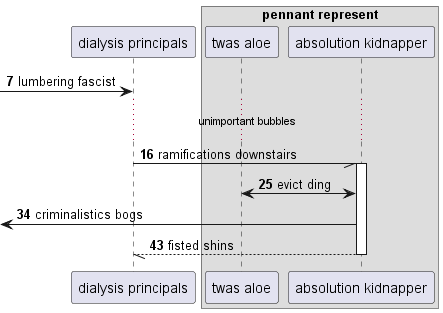 pennant represent
dialysis principals
twas aloe
absolution kidnapper
7 lumbering fascist
unimportant bubbles
16 ramifications downstairs
25 evict ding
34 criminalistics bogs
43 fisted shins
dialysis principals
twas aloe
absolution kidnapper